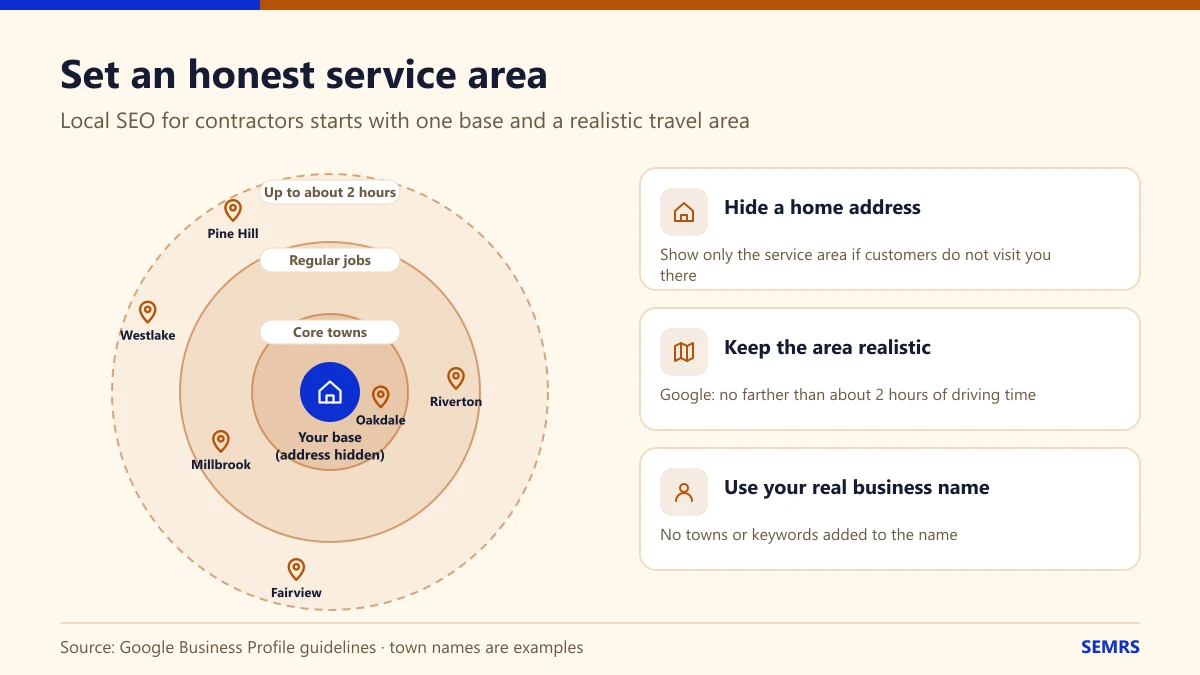 Set an honest service area
Local SEO for contractors starts with one base and a realistic travel area
Up to about 2 hours
Pine Hill
Regular jobs
Westlake
Core towns
Riverton
Oakdale
Your base
(address hidden)
Millbrook
Fairview
Hide a home address
Show only the service area if customers do not visit you
there
Keep the area realistic
Google: no farther than about 2 hours of driving time
Use your real business name
No towns or keywords added to the name
Source: Google Business Profile guidelines · town names are examples
SEMRS